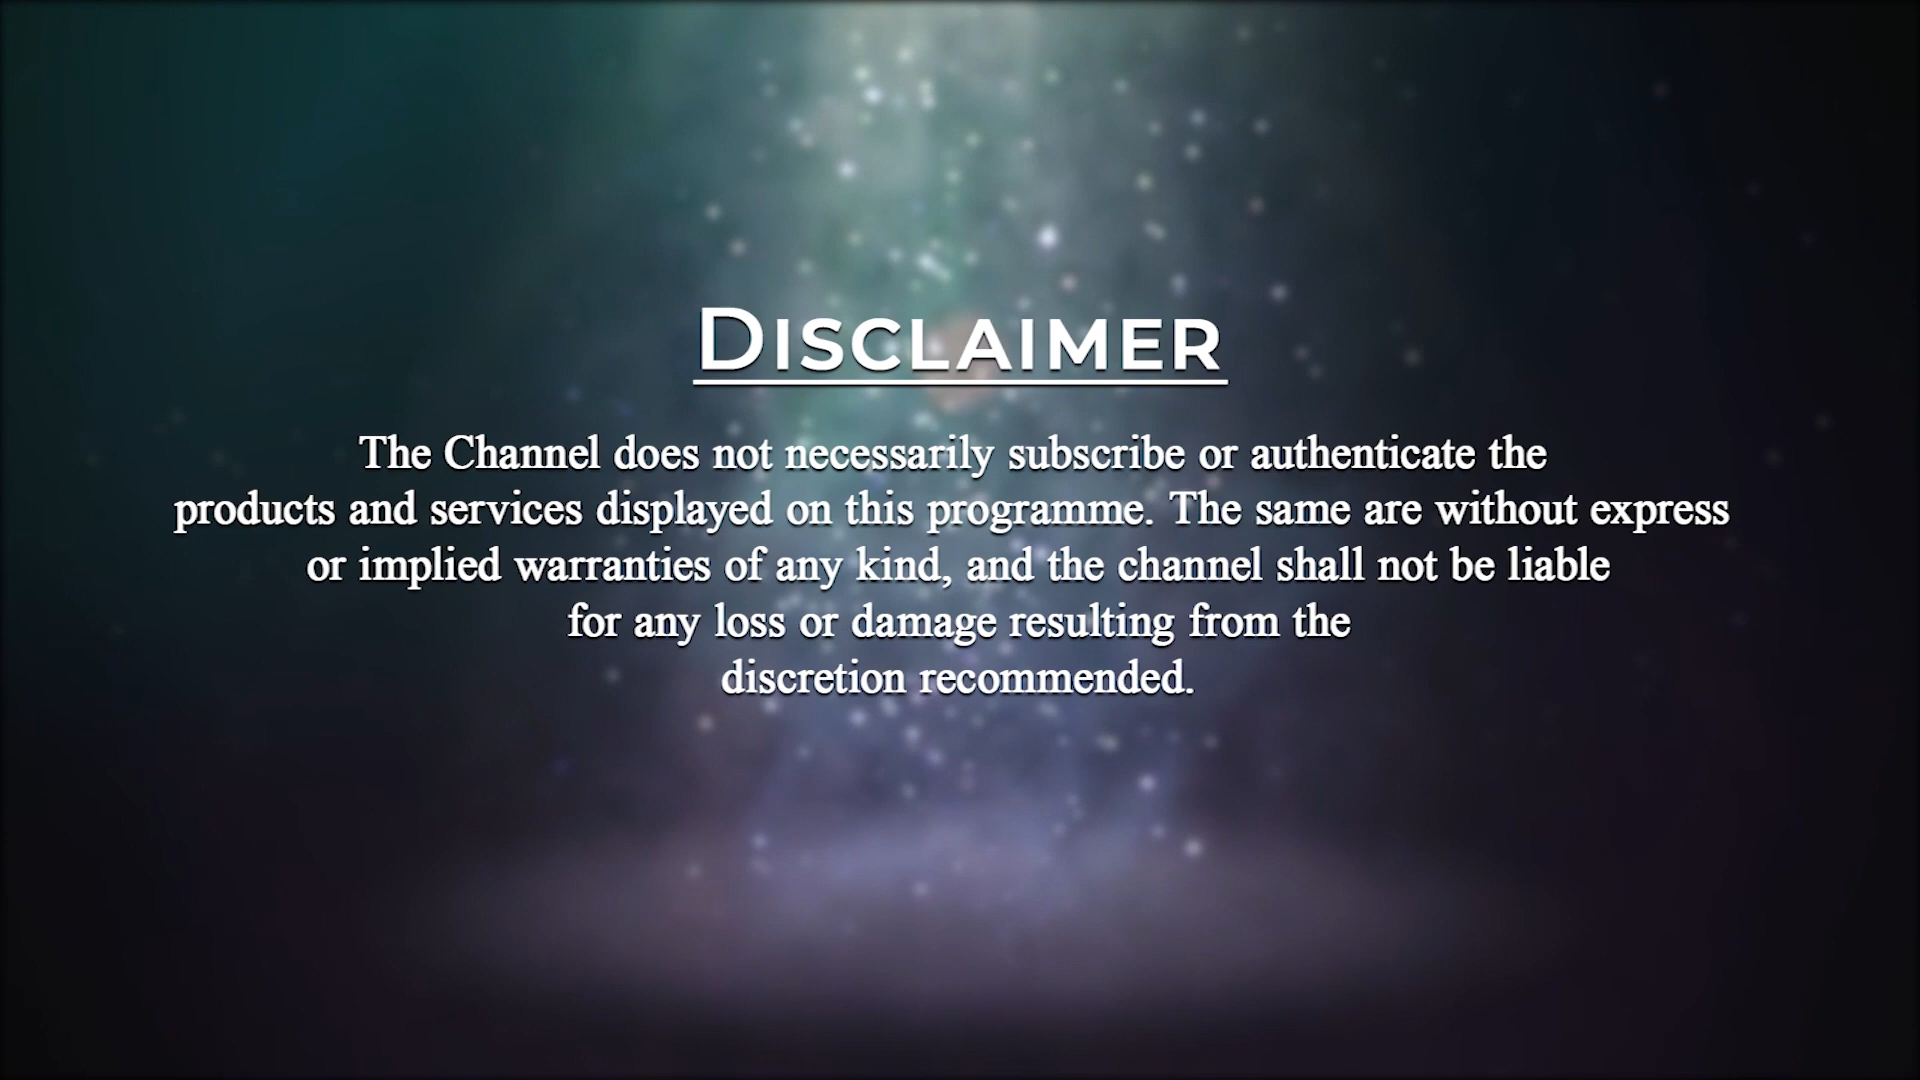 DISCLAIMER
The Channel does not necessarily subscribe or authenticate the
products and services displayed on this programme. The same are without express
or implied warranties of any kind, and the channel shall not be liable
for any loss or damage resulting from the
discretion recommended.